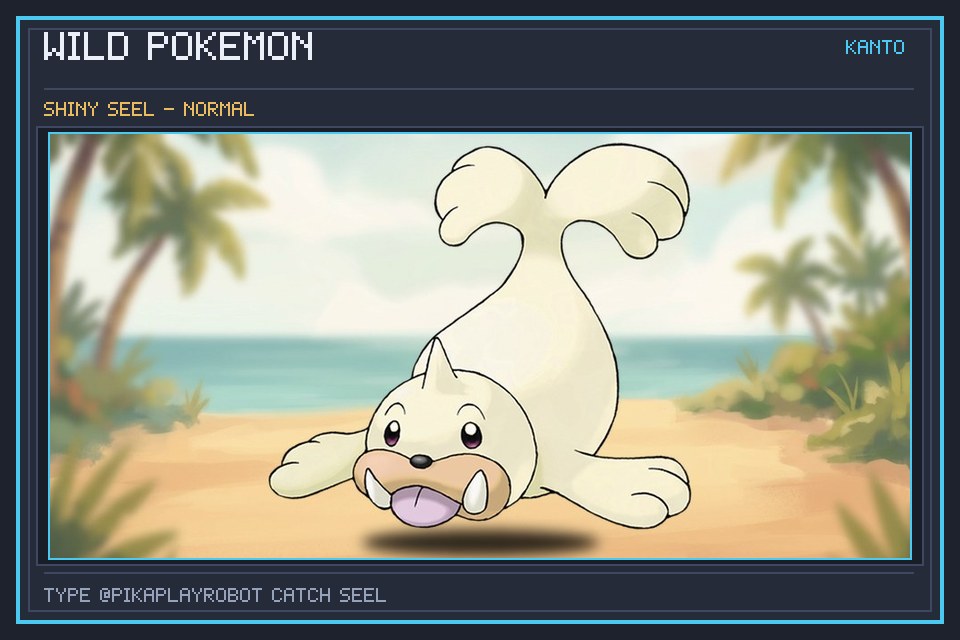 WILD POKEMON
KANTO
SHINY SEEL - NORMAL
TYPE @PIKAPLAYROBOT CATCH SEEL